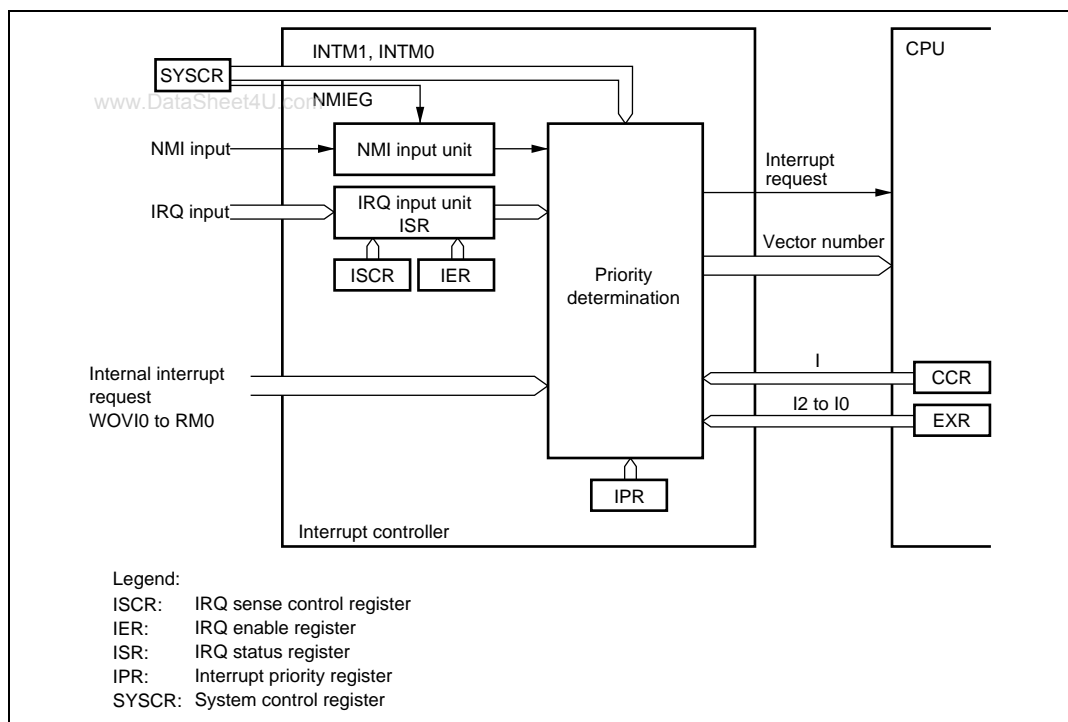 INTM1, INTM0
CPU
SYSCR
www.DataSheet4U.com
NMIEG
NMI input
NMI input unit
Interrupt
request
IRQ input
IRQ input unit
ISR
Vector number
ISCR
IER
Priority
determination
Internal interrupt
request
WOVI0 to RM0
I
CCR
I2 to I0
EXR
IPR
Interrupt controller
Legend:
ISCR: IRQ sense control register
IER: IRQ enable register
ISR: IRQ status register
IPR: Interrupt priority register
SYSCR: System control register